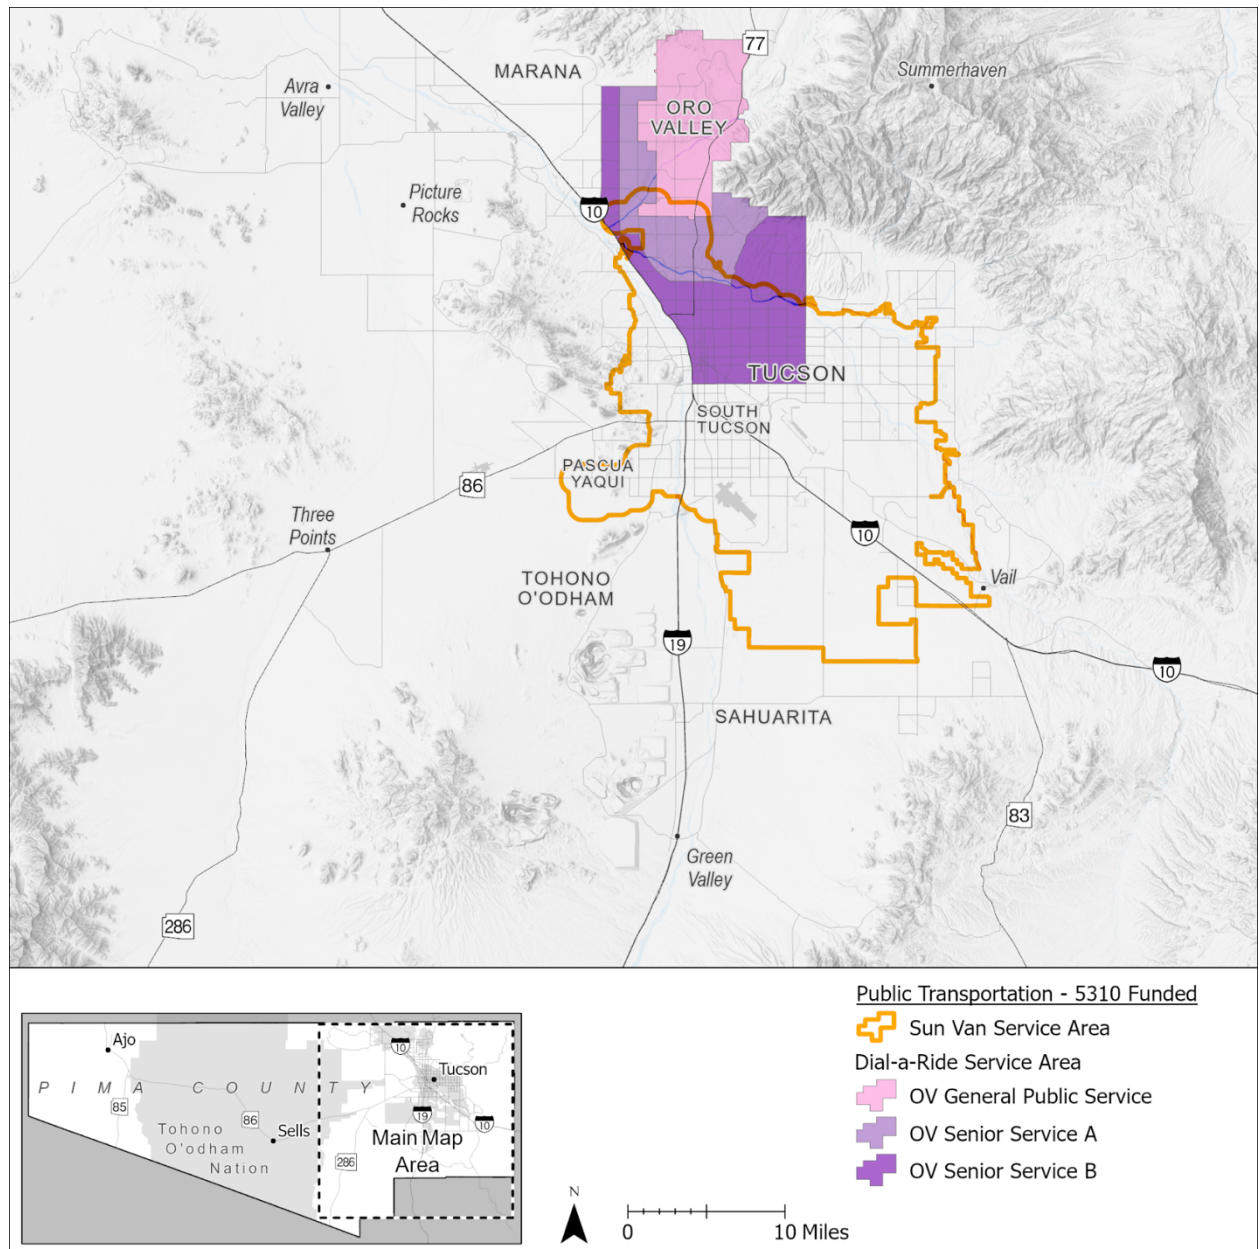 77
MARANA
Summerhaven
Avra
Valley
ORO
VALLEY
Picture
Rocks
10
TUCSON
SOUTH
TUCSON
PASCUA
YAQUI
86
Three
Points
10
Vail
TOHONO
O'ODHAM
19
10
SAHUARITA
83
Green
Valley
286
Public Transportation - 5310 Funded
Sun Van Service Area
Dial-a-Ride Service Area
OV General Public Service
OV Senior Service A
OV Senior Service B
Ajo
10
Tucson
PIMA COUNTY
85
86
19
10
Sells
Tohono
O'odham
Nation
Main Map
Area
286
N
0 10 Miles